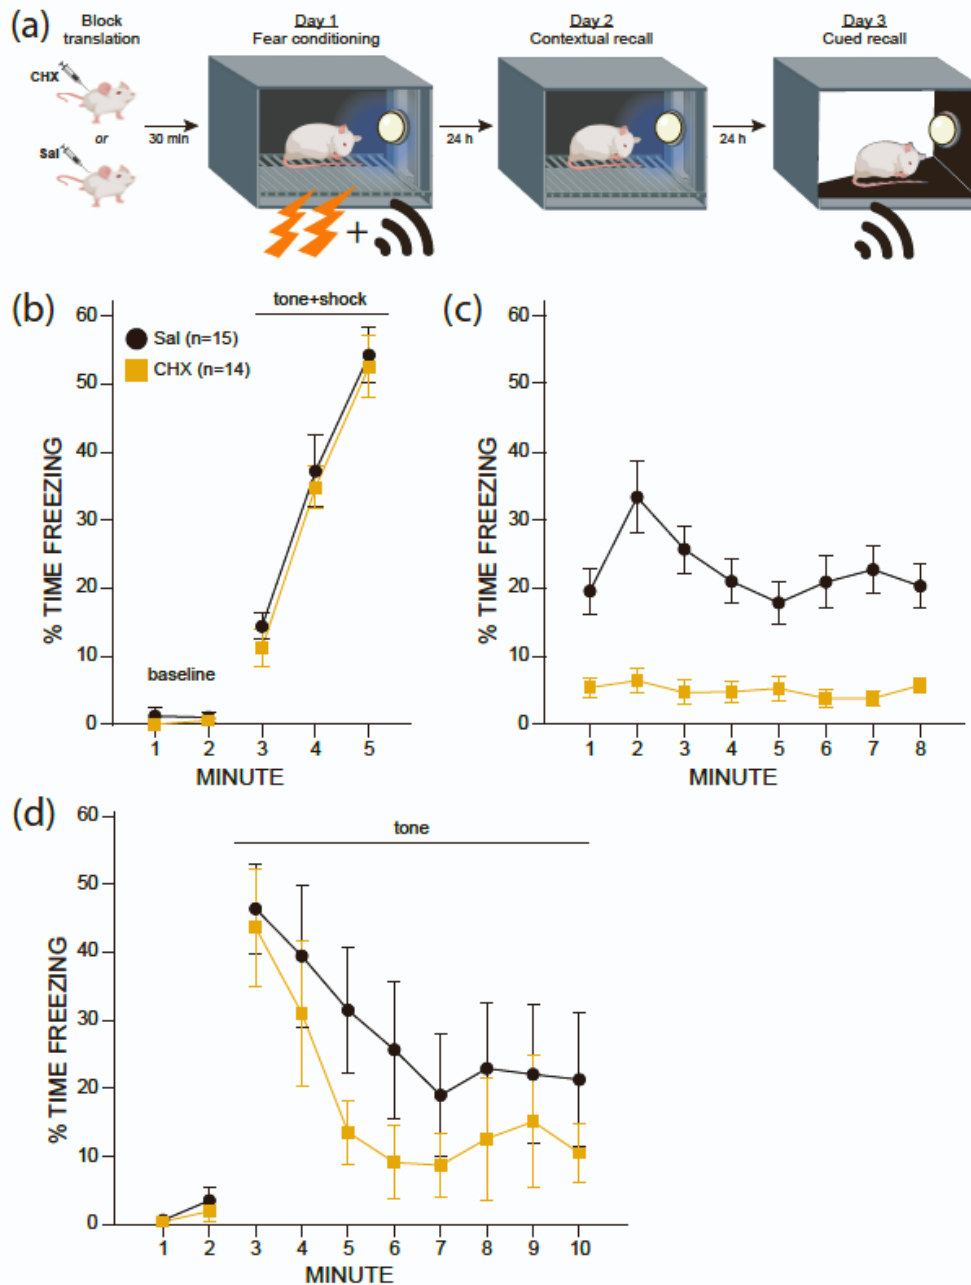 (a)
Block
translation
CHX
or
Sal
30 min
Day 1
Fear conditioning
+
24 h
Day 2
Contextual recall
24 h
Day 3
Cued recall
(b)
% TIME FREEZING
60
50
40
30
20
10
0
tone+shock
Sal (n=15)
CHX (n=14)
baseline
1 2 3 4 5
MINUTE
(c)
% TIME FREEZING
60
50
40
30
20
10
0
1 2 3 4 5 6 7 8
MINUTE
(d)
% TIME FREEZING
60
50
40
30
20
10
0
tone
1 2 3 4 5 6 7 8 9 10
MINUTE